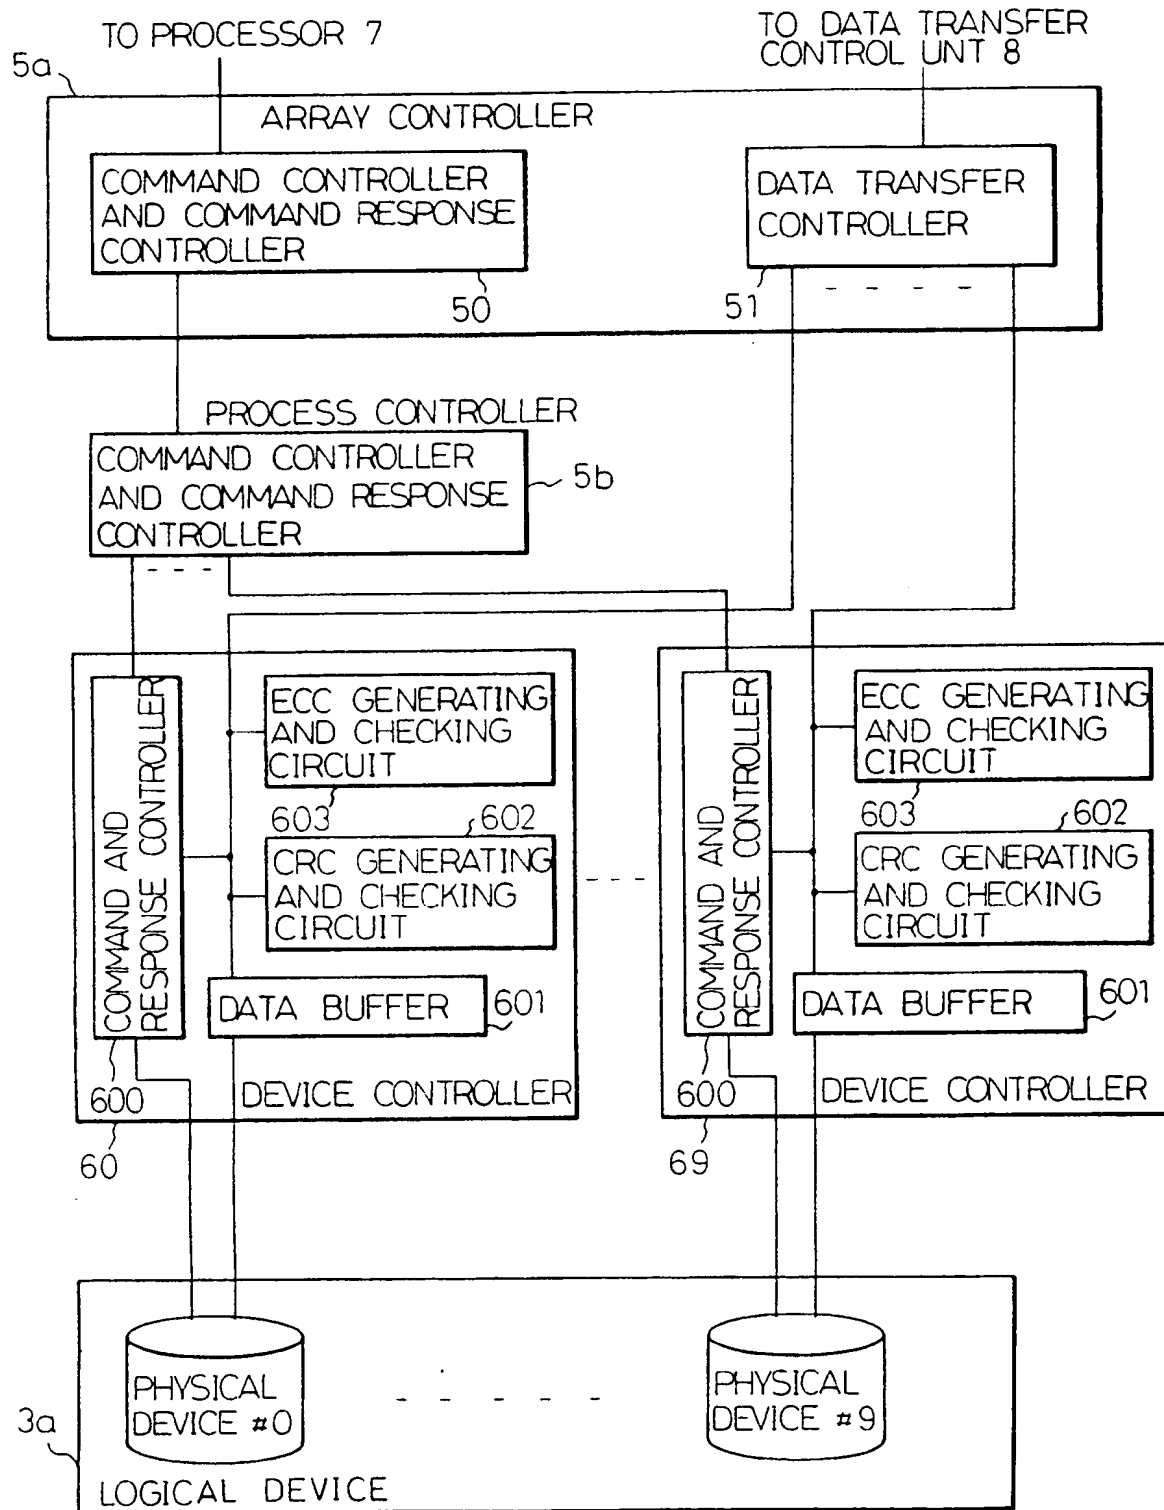 TO PROCESSOR 7
TO DATA TRANSFER
CONTROL UNT 8
5a
ARRAY CONTROLLER
COMMAND CONTROLLER
AND COMMAND RESPONSE
CONTROLLER
50
DATA TRANSFER
CONTROLLER
51
PROCESS CONTROLLER
COMMAND CONTROLLER
AND COMMAND RESPONSE
CONTROLLER
5b
COMMAND AND
RESPONSE CONTROLLER
ECC GENERATING
AND CHECKING
CIRCUIT
603
602
CRC GENERATING
AND CHECKING
CIRCUIT
DATA BUFFER
601
600
DEVICE CONTROLLER
60
COMMAND AND
RESPONSE CONTROLLER
ECC GENERATING
AND CHECKING
CIRCUIT
603
602
CRC GENERATING
AND CHECKING
CIRCUIT
DATA BUFFER
601
600
DEVICE CONTROLLER
69
PHYSICAL
DEVICE #0
PHYSICAL
DEVICE #9
3a
LOGICAL DEVICE